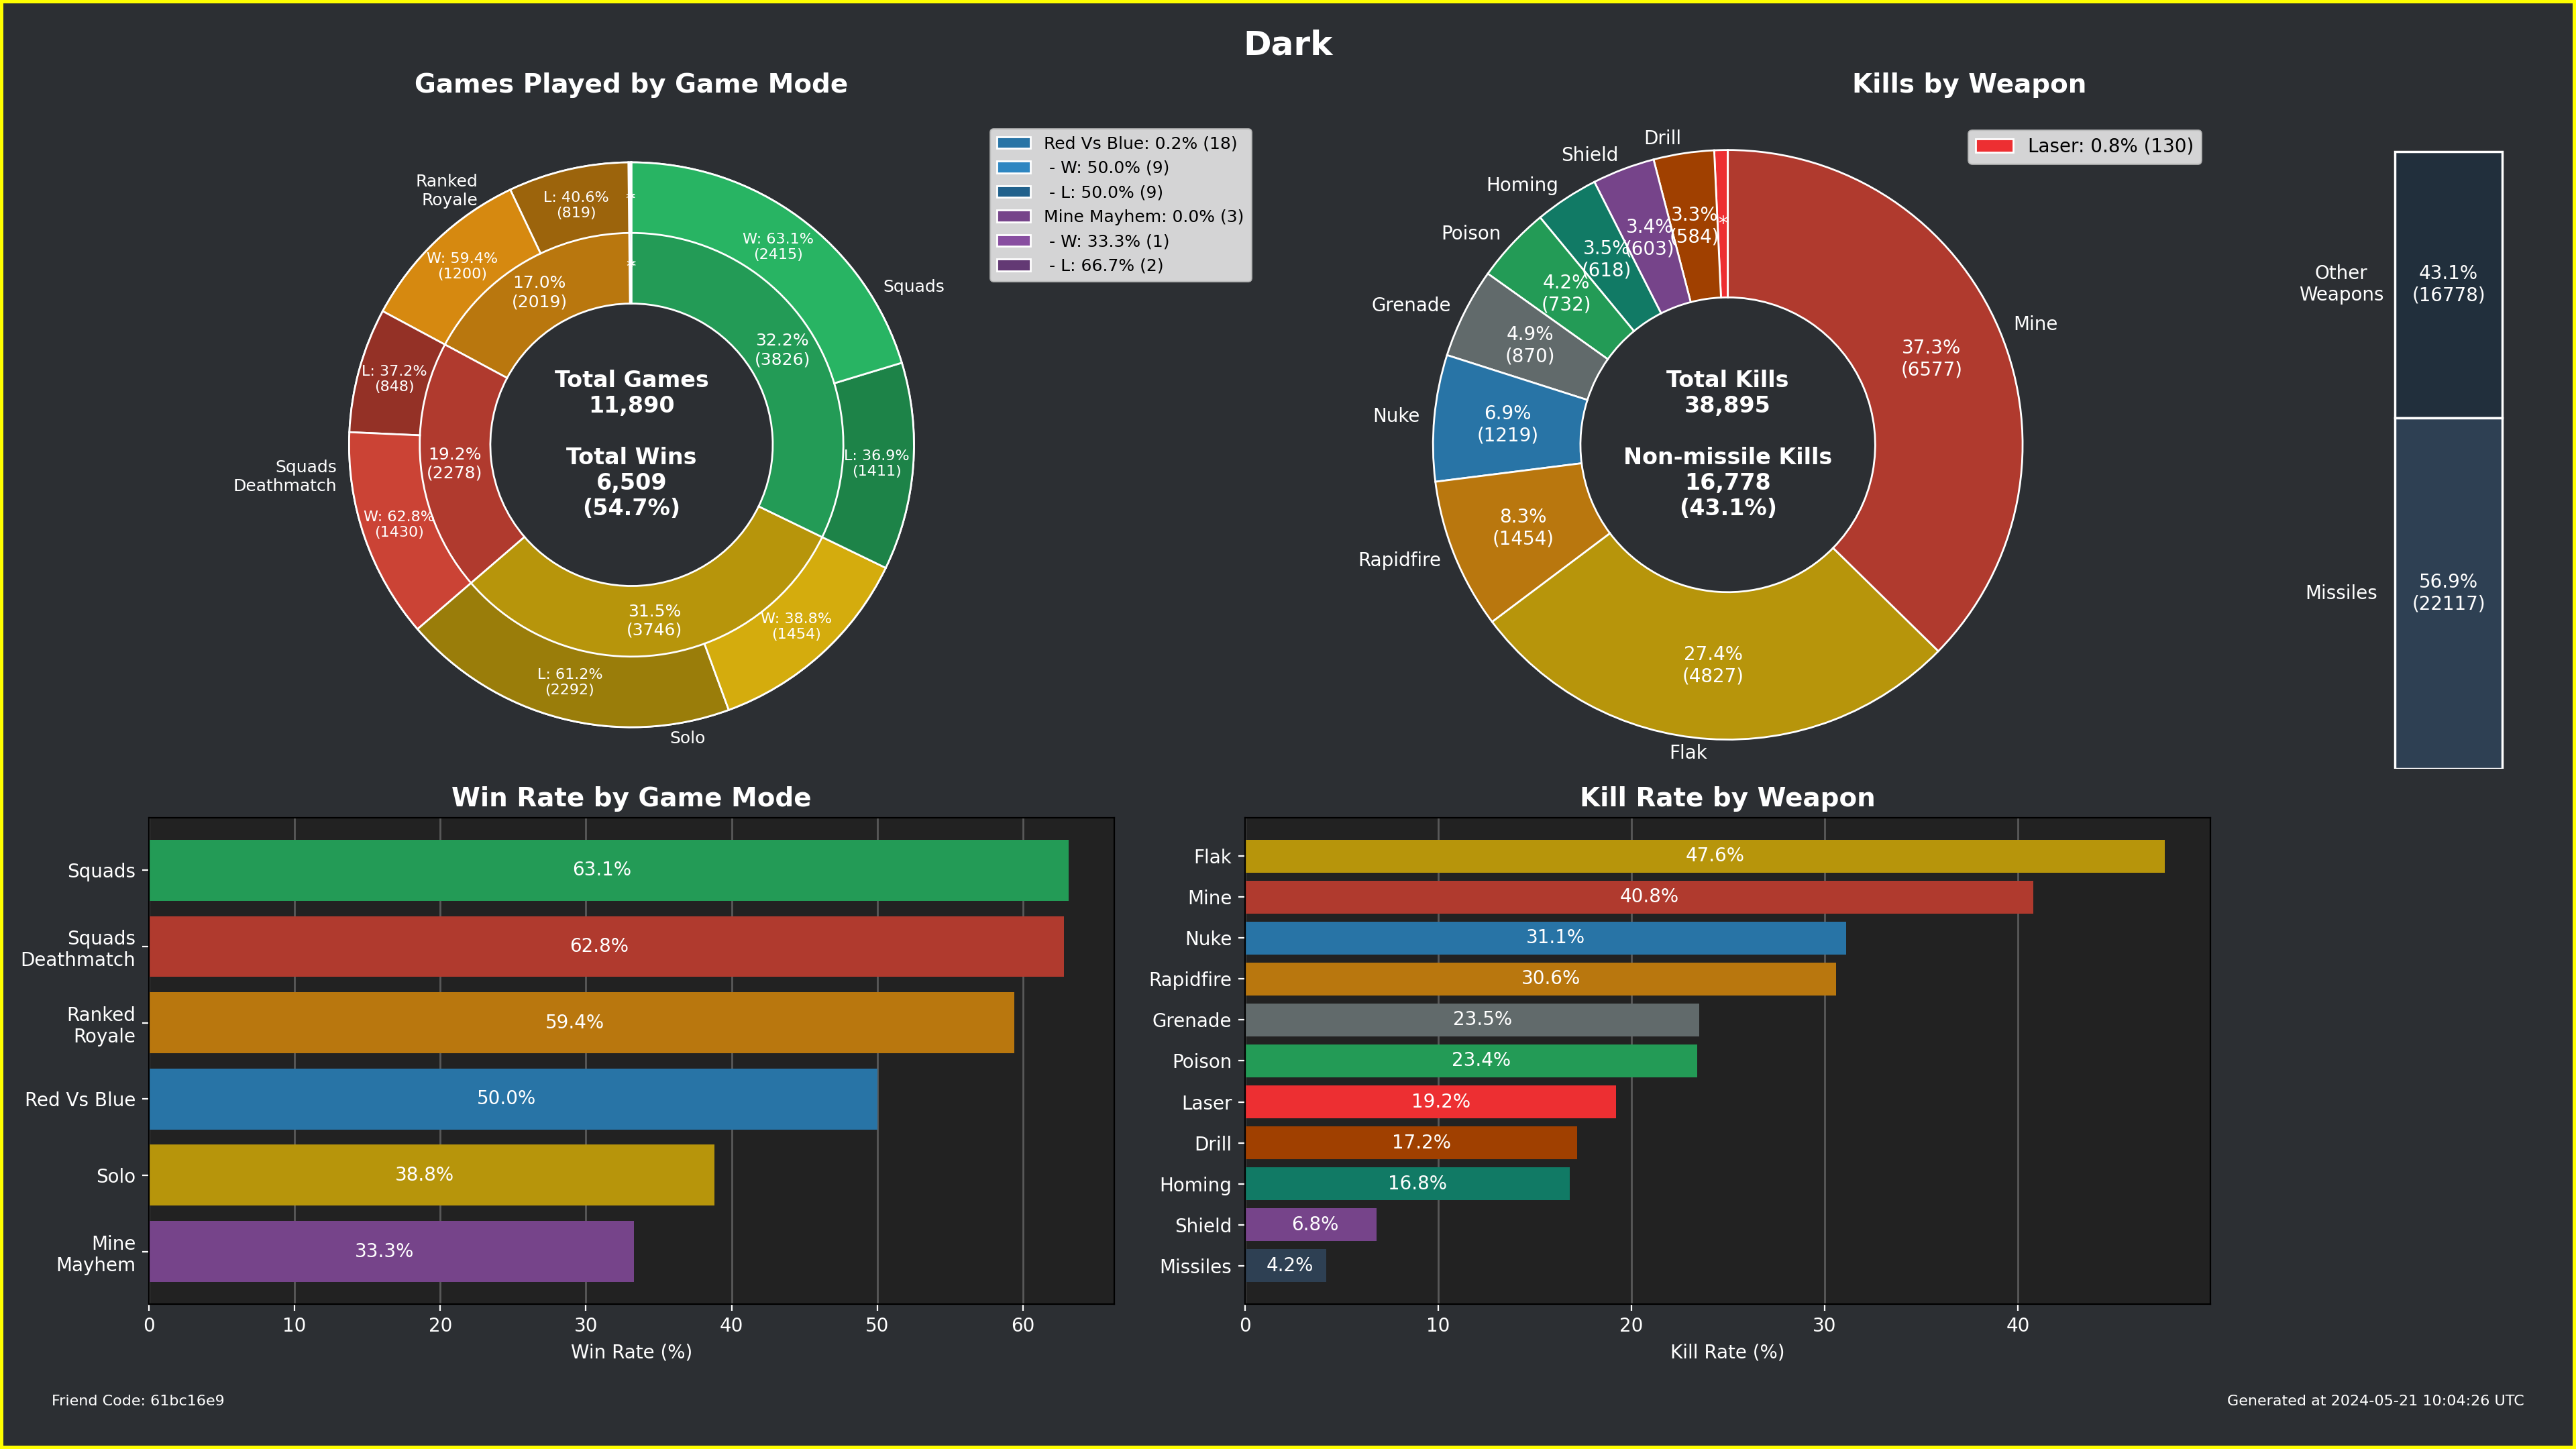 Dark
Games Played by Game Mode
Ranked
Royale
L: 40.6%
(819)
*
W: 63.1%
(2415)
Squads
W: 59.4%
(1200)
17.0%
(2019)
*
32.2%
(3826)
L: 37.2%
(848)
L: 36.9%
(1411)
Squads
Deathmatch
19.2%
(2278)
W: 62.8%
(1430)
31.5%
(3746)
W: 38.8%
(1454)
L: 61.2%
(2292)
Solo
Total Games
11,890
Total Wins
6,509
(54.7%)
Red Vs Blue: 0.2% (18)
- W: 50.0% (9)
- L: 50.0% (9)
Mine Mayhem: 0.0% (3)
- W: 33.3% (1)
- L: 66.7% (2)
Kills by Weapon
Laser: 0.8% (130)
Drill
3.3%
(584)
*
Shield
3.4%
(603)
Homing
3.5%
(618)
Poison
4.2%
(732)
Grenade
4.9%
(870)
Nuke
6.9%
(1219)
Rapidfire
8.3%
(1454)
Flak
27.4%
(4827)
Mine
37.3%
(6577)
Total Kills
38,895
Non-missile Kills
16,778
(43.1%)
Other
Weapons
43.1%
(16778)
Missiles
56.9%
(22117)
Win Rate by Game Mode
Squads
63.1%
Squads
Deathmatch
62.8%
Ranked
Royale
59.4%
Red Vs Blue
50.0%
Solo
38.8%
Mine
Mayhem
33.3%
0 10 20 30 40 50 60
Win Rate (%)
Kill Rate by Weapon
Flak
47.6%
Mine
40.8%
Nuke
31.1%
Rapidfire
30.6%
Grenade
23.5%
Poison
23.4%
Laser
19.2%
Drill
17.2%
Homing
16.8%
Shield
6.8%
Missiles
4.2%
0 10 20 30 40
Kill Rate (%)
Friend Code: 61bc16e9
Generated at 2024-05-21 10:04:26 UTC